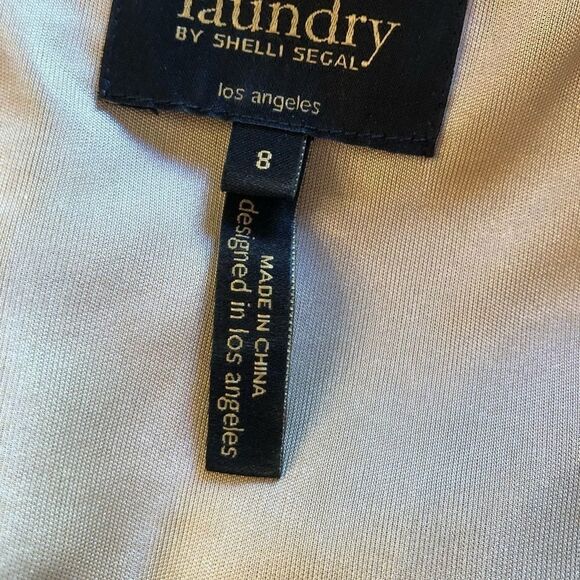 laundry
BY SHELLI SEGAL
los angeles
8
MADE IN CHINA
designed in los angeles